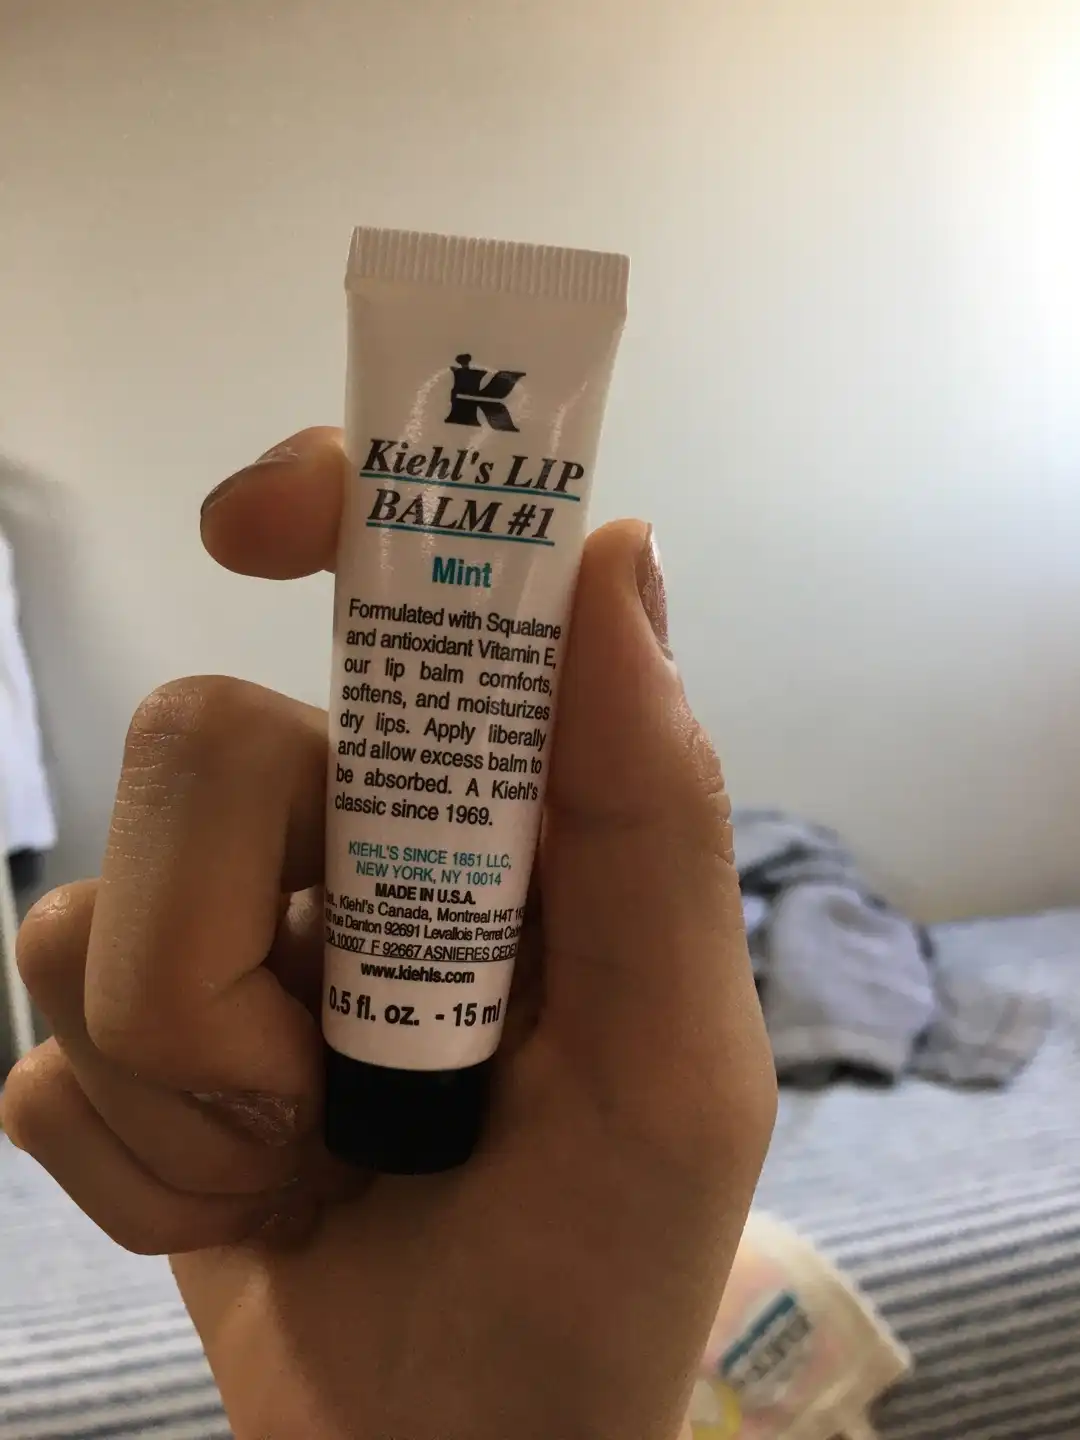 K
Kiehl's LIP
BALM #1
Mint
Formulated with Squalane
and antioxidant Vitamin E,
our lip balm comforts,
softens, and moisturizes
dry lips. Apply liberally
and allow excess balm to
be absorbed. A Kiehl's
classic since 1969.
KIEHL'S SINCE 1851 LLC,
NEW YORK, NY 10014
MADE IN U.S.A.
Kiehl's Canada, Montreal H4T
rue Danton 92691 Levallois Perret
10007 F 92667 ASNIERES CEDEX
www.kiehls.com
0.5 fl. oz. - 15 ml